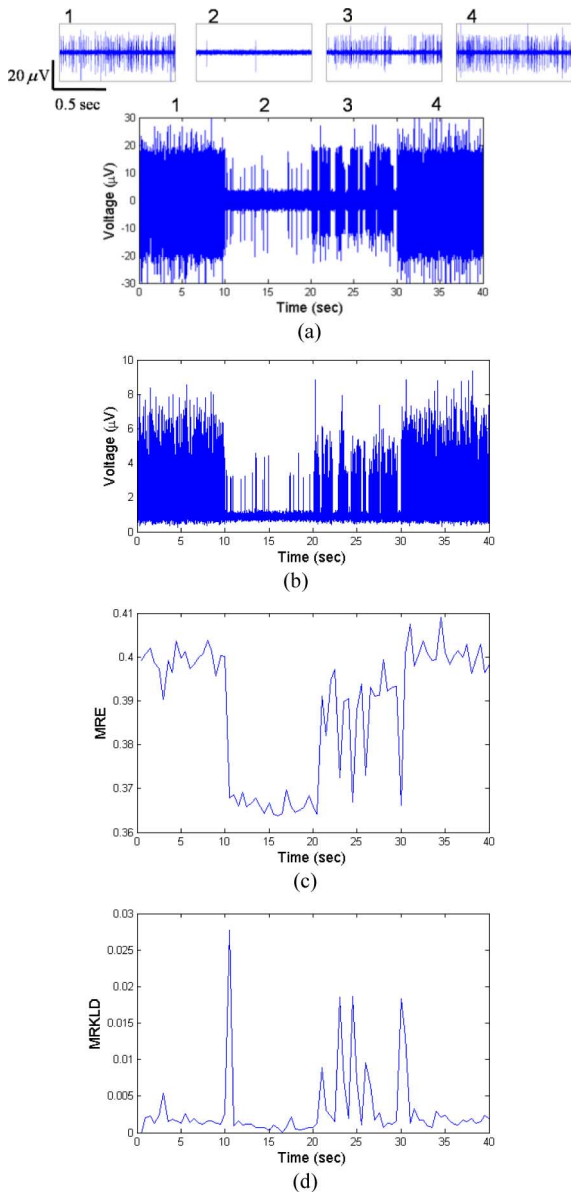 1 2 3 4
20 μV
0.5 sec
1 2 3 4
30
20
10
0
-10
-20
-30
Voltage (μV)
0 5 10 15 20 25 30 35 40
Time (sec)
(a)
10
8
6
4
2
0
Voltage (μV)
0 5 10 15 20 25 30 35 40
Time (sec)
(b)
0.41
0.4
0.39
0.38
0.37
0.36
MRE
0 5 10 15 20 25 30 35 40
Time (sec)
(c)
0.03
0.025
0.02
0.015
0.01
0.005
0
MRKLD
0 5 10 15 20 25 30 35 40
Time (sec)
(d)